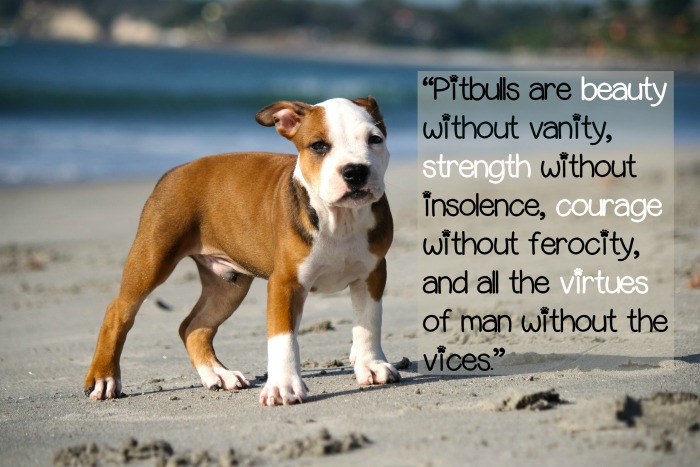 “Pitbulls are beauty
without vanity,
strength without
insolence, courage
without ferocity,
and all the virtues
of man without the
vices.”